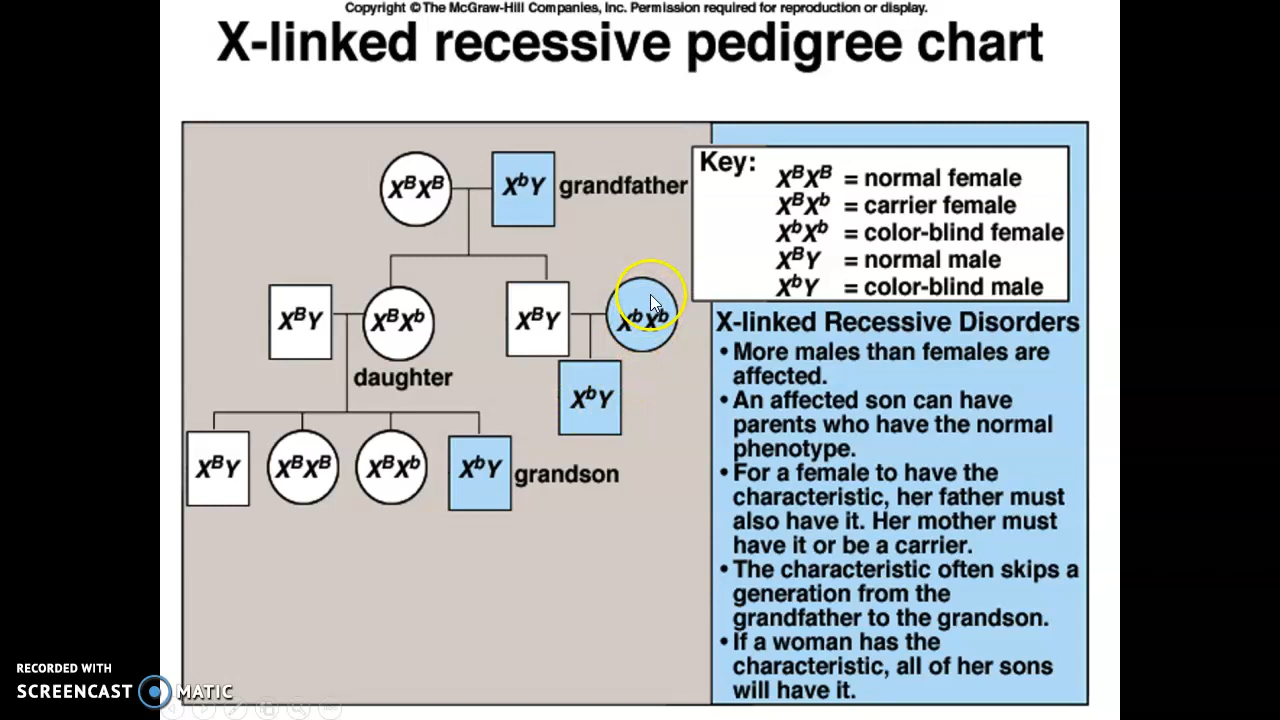 Copyright © The McGraw-Hill Companies, Inc. Permission required for reproduction or display.
X-linked recessive pedigree chart
XᴮXᴮ
XᵇY
grandfather
XᴮY
XᴮXᵇ
XᴮY
XᵇXᵇ
daughter
XᵇY
XᴮY
XᴮXᴮ
XᴮXᵇ
XᵇY
grandson
Key:
XᴮXᴮ = normal female
XᴮXᵇ = carrier female
XᵇXᵇ = color-blind female
XᴮY = normal male
XᵇY = color-blind male
X-linked Recessive Disorders
• More males than females are
affected.
• An affected son can have
parents who have the normal
phenotype.
• For a female to have the
characteristic, her father must
also have it. Her mother must
have it or be a carrier.
• The characteristic often skips a
generation from the
grandfather to the grandson.
• If a woman has the
characteristic, all of her sons
will have it.
RECORDED WITH
SCREENCAST MATIC